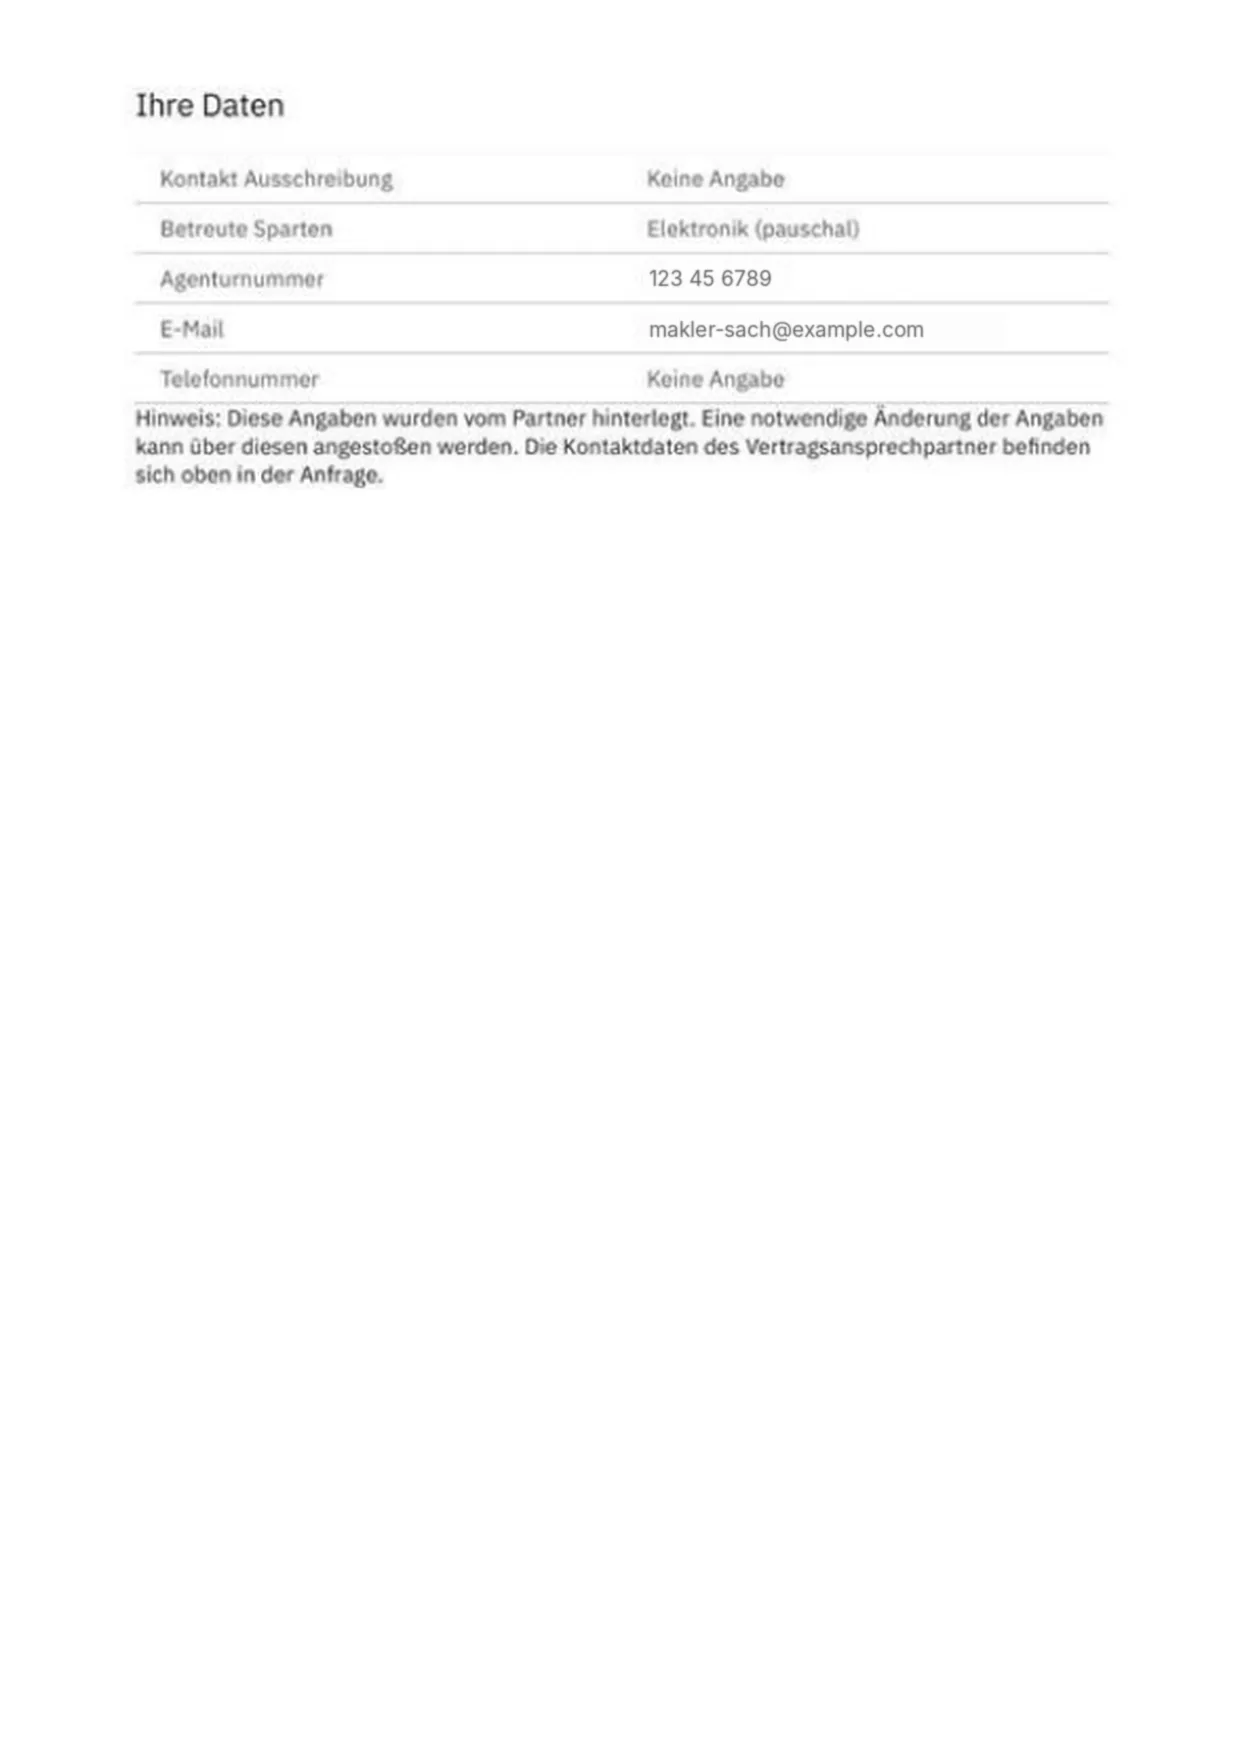 Ihre Daten
Kontakt Ausschreibung Keine Angabe
Betreute Sparten Elektronik (pauschal)
Agenturnummer 123 45 6789
E-Mail makler-sach@example.com
Telefonnummer Keine Angabe
Hinweis: Diese Angaben wurden vom Partner hinterlegt. Eine notwendige Änderung der Angaben
kann über diesen angestoßen werden. Die Kontaktdaten des Vertragsansprechpartner befinden
sich oben in der Anfrage.